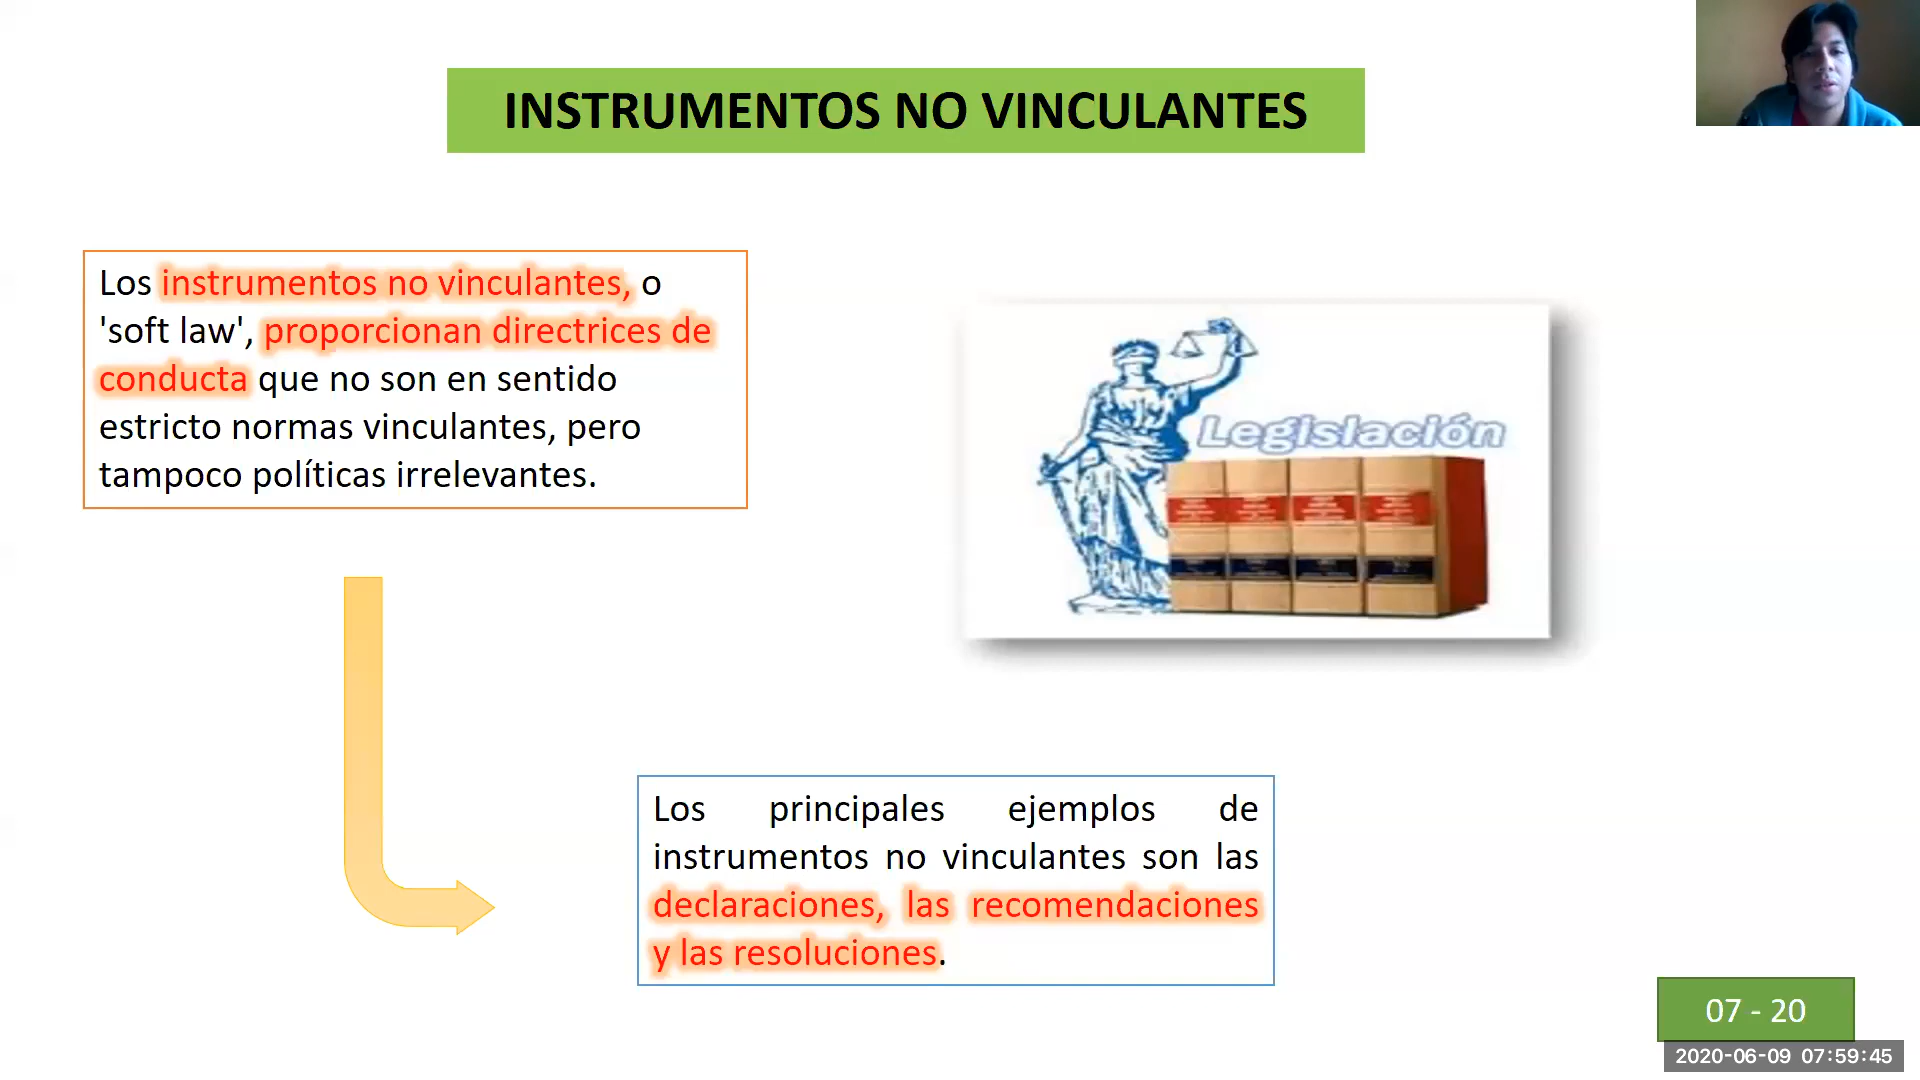 INSTRUMENTOS NO VINCULANTES
Los instrumentos no vinculantes, o
'soft law', proporcionan directrices de
conducta que no son en sentido
estricto normas vinculantes, pero
tampoco políticas irrelevantes.
Legislación
Los principales ejemplos de
instrumentos no vinculantes son las
declaraciones, las recomendaciones
y las resoluciones.
07 - 20
2020-06-09 07:59:45